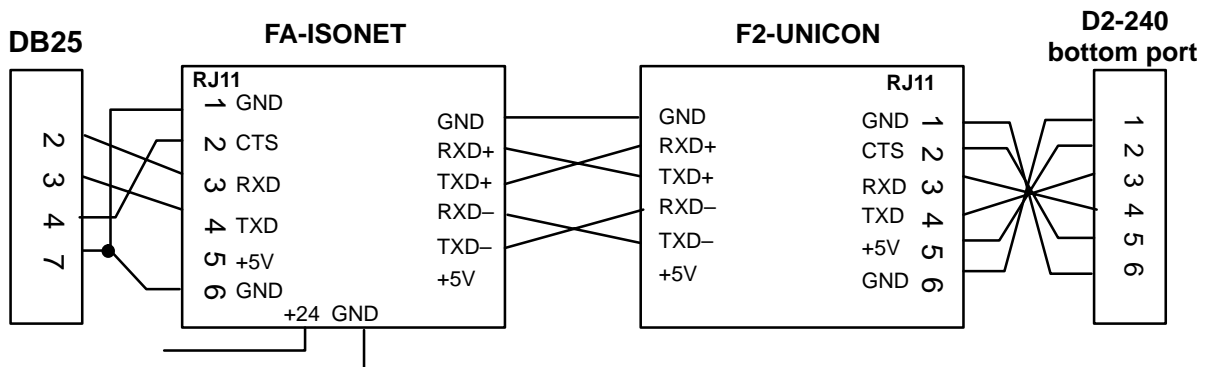 DB25
FA-ISONET
F2-UNICON
D2-240
bottom port
2
3
4
7
RJ11
1 GND
2 CTS
3 RXD
4 TXD
5 +5V
6 GND
+24 GND
GND
RXD+
TXD+
RXD–
TXD–
+5V
GND
RXD+
TXD+
RXD–
TXD–
+5V
RJ11
GND 1
CTS 2
RXD 3
TXD 4
+5V 5
GND 6
1
2
3
4
5
6